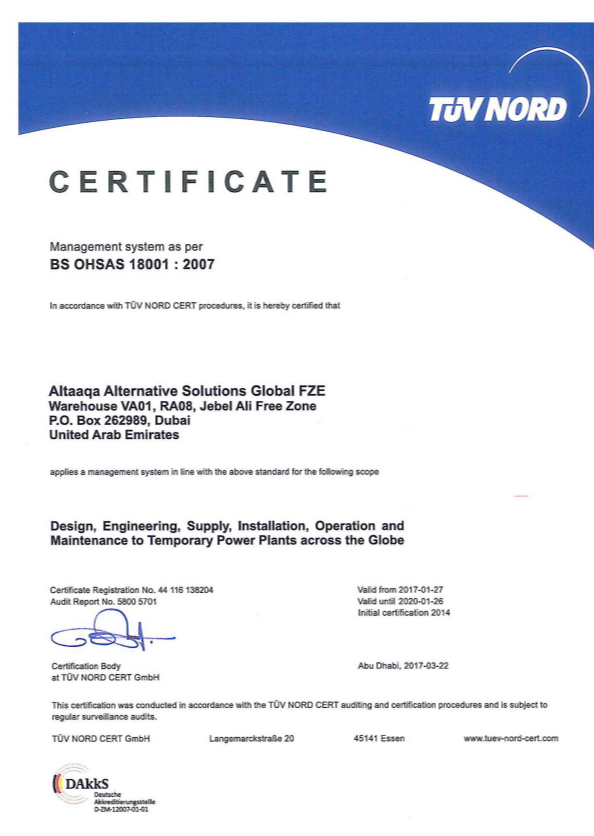 TÜV NORD
CERTIFICATE
Management system as per
BS OHSAS 18001 : 2007
In accordance with TÜV NORD CERT procedures, it is hereby certified that
Altaaqa Alternative Solutions Global FZE
Warehouse VA01, RA08, Jebel Ali Free Zone
P.O. Box 262989, Dubai
United Arab Emirates
applies a management system in line with the above standard for the following scope
Design, Engineering, Supply, Installation, Operation and
Maintenance to Temporary Power Plants across the Globe
Certificate Registration No. 44 116 138204
Audit Report No. 5800 5701
Valid from 2017-01-27
Valid until 2020-01-26
Initial certification 2014
Certification Body
at TÜV NORD CERT GmbH
Abu Dhabi, 2017-03-22
This certification was conducted in accordance with the TÜV NORD CERT auditing and certification procedures and is subject to
regular surveillance audits.
TÜV NORD CERT GmbH Langemarckstraße 20 45141 Essen www.tuev-nord-cert.com
DAkkS
Deutsche
Akkreditierungsstelle
D-ZM-12007-01-01